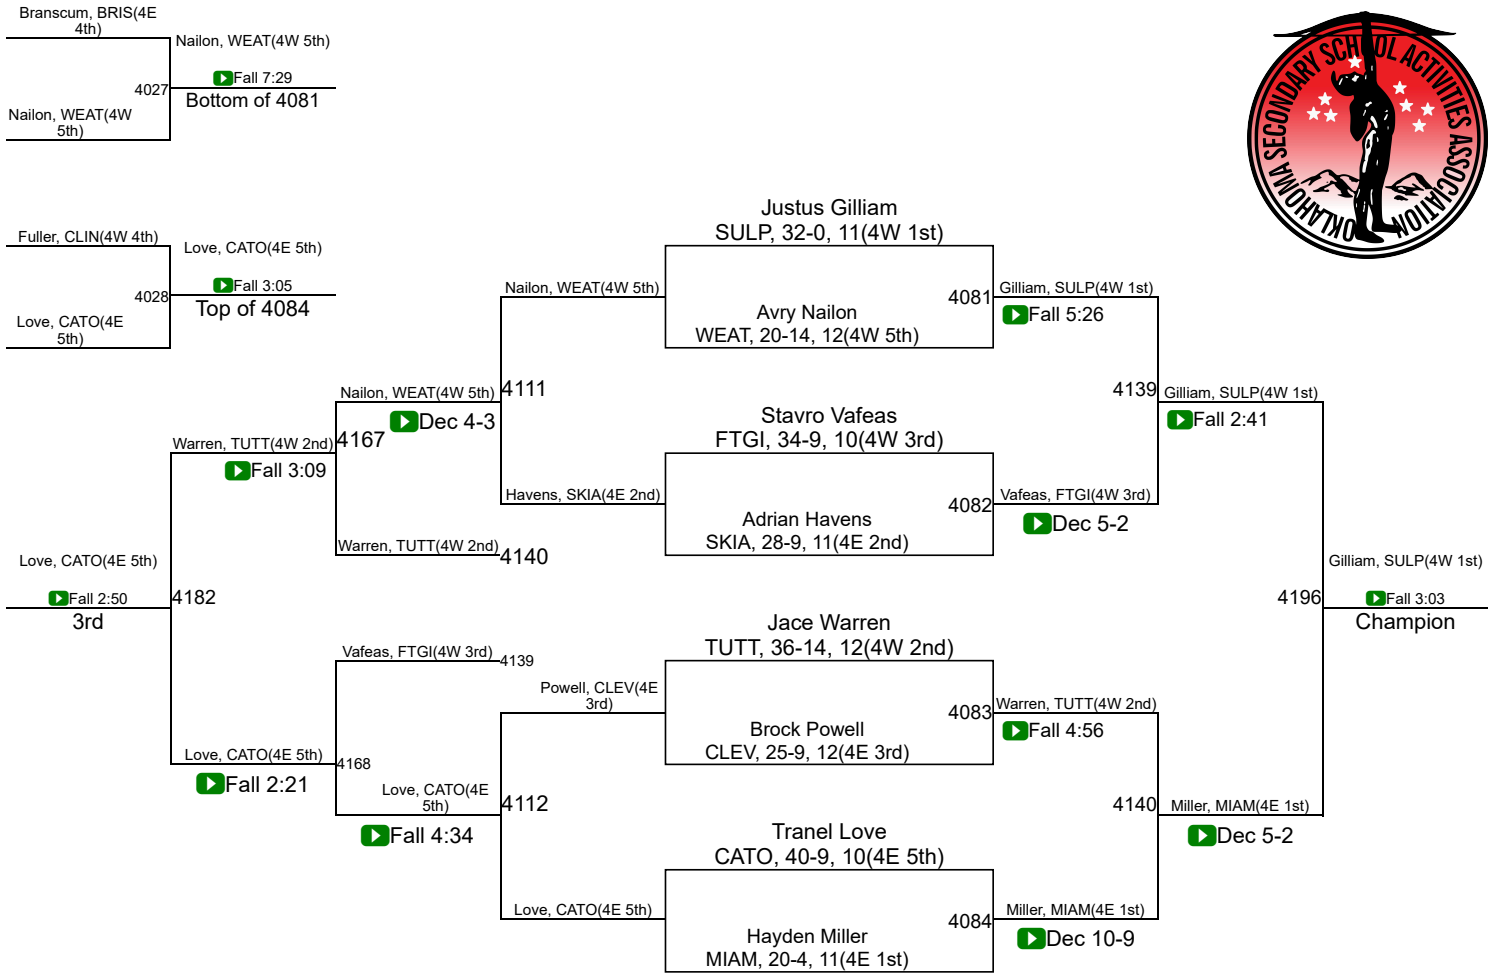 Branscum, BRIS(4E
4th)
Nailon, WEAT(4W 5th)
Fall 7:29
4027
Bottom of 4081
Nailon, WEAT(4W
5th)
OKLAHOMA SECONDARY SCHOOL ACTIVITIES ASSOCIATION
Fuller, CLIN(4W 4th)
Love, CATO(4E 5th)
Fall 3:05
4028
Top of 4084
Love, CATO(4E
5th)
Justus Gilliam
SULP, 32-0, 11(4W 1st)
Nailon, WEAT(4W 5th)
4081
Gilliam, SULP(4W 1st)
Fall 5:26
Avry Nailon
WEAT, 20-14, 12(4W 5th)
Nailon, WEAT(4W 5th)
4111
Dec 4-3
4139
Gilliam, SULP(4W 1st)
Fall 2:41
Stavro Vafeas
FTGI, 34-9, 10(4W 3rd)
Warren, TUTT(4W 2nd)
4167
Fall 3:09
Havens, SKIA(4E 2nd)
4082
Vafeas, FTGI(4W 3rd)
Dec 5-2
Adrian Havens
SKIA, 28-9, 11(4E 2nd)
Warren, TUTT(4W 2nd)
4140
Love, CATO(4E 5th)
Fall 2:50
3rd
4182
4196
Gilliam, SULP(4W 1st)
Fall 3:03
Champion
Jace Warren
TUTT, 36-14, 12(4W 2nd)
Vafeas, FTGI(4W 3rd)
4139
Powell, CLEV(4E
3rd)
4083
Warren, TUTT(4W 2nd)
Fall 4:56
Brock Powell
CLEV, 25-9, 12(4E 3rd)
Love, CATO(4E 5th)
4168
Fall 2:21
Love, CATO(4E
5th)
4112
Fall 4:34
4140
Miller, MIAM(4E 1st)
Dec 5-2
Tranel Love
CATO, 40-9, 10(4E 5th)
Love, CATO(4E 5th)
4084
Miller, MIAM(4E 1st)
Dec 10-9
Hayden Miller
MIAM, 20-4, 11(4E 1st)